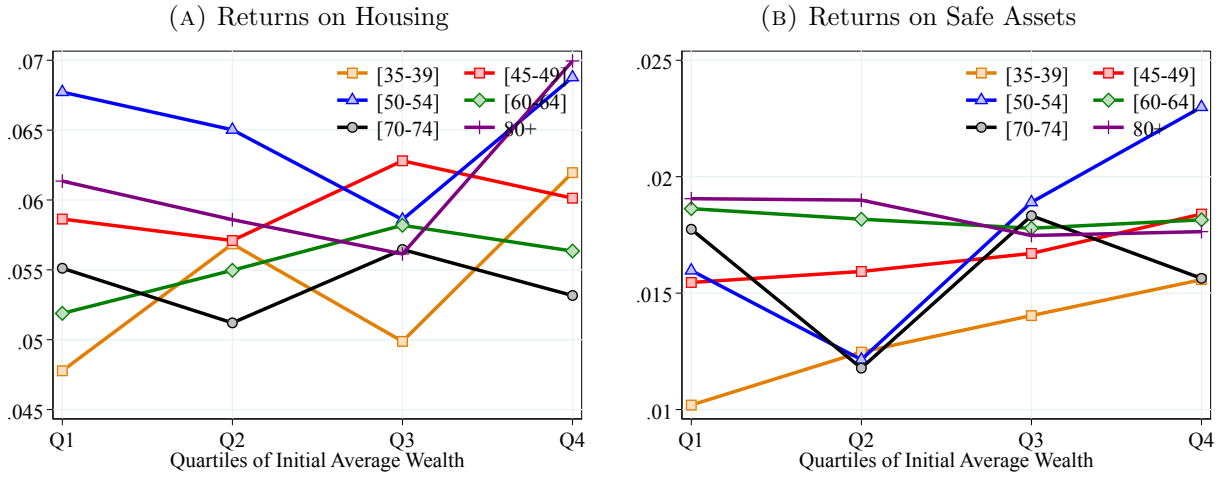 (A) Returns on Housing
.07
.065
.06
.055
.05
.045
[35-39] [45-49]
[50-54] [60-64]
[70-74] 80+
Q1 Q2 Q3 Q4
Quartiles of Initial Average Wealth
(B) Returns on Safe Assets
.025
.02
.015
.01
[35-39] [45-49]
[50-54] [60-64]
[70-74] 80+
Q1 Q2 Q3 Q4
Quartiles of Initial Average Wealth